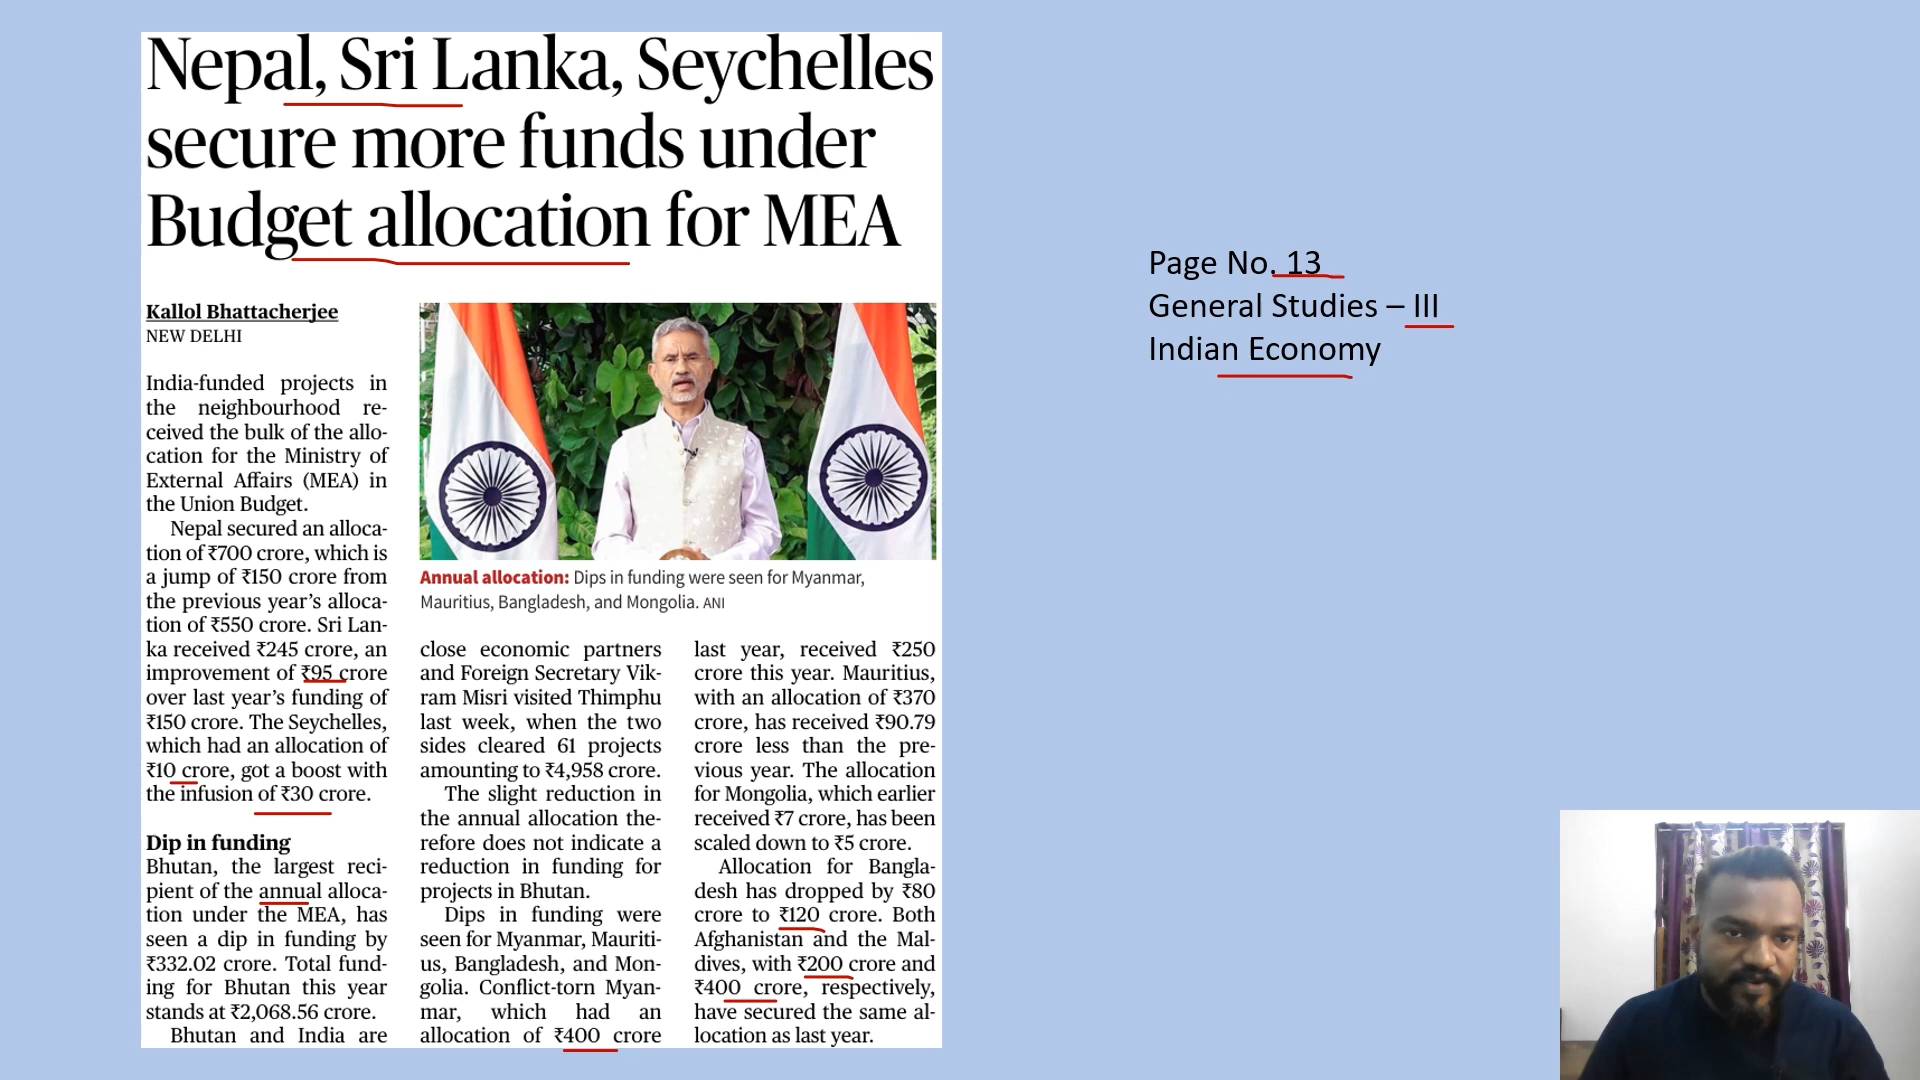 Nepal, Sri Lanka, Seychelles
secure more funds under
Budget allocation for MEA
Kallol Bhattacherjee
NEW DELHI
India-funded projects in
the neighbourhood re-
ceived the bulk of the allo-
cation for the Ministry of
External Affairs (MEA) in
the Union Budget.
Nepal secured an alloca-
tion of ₹700 crore, which is
a jump of ₹150 crore from
the previous year’s alloca-
tion of ₹550 crore. Sri Lan-
ka received ₹245 crore, an
improvement of ₹95 crore
over last year’s funding of
₹150 crore. The Seychelles,
which had an allocation of
₹10 crore, got a boost with
the infusion of ₹30 crore.
Dip in funding
Bhutan, the largest reci-
pient of the annual alloca-
tion under the MEA, has
seen a dip in funding by
₹332.02 crore. Total fund-
ing for Bhutan this year
stands at ₹2,068.56 crore.
Bhutan and India are
Annual allocation: Dips in funding were seen for Myanmar,
Mauritius, Bangladesh, and Mongolia. ANI
close economic partners
and Foreign Secretary Vik-
ram Misri visited Thimphu
last week, when the two
sides cleared 61 projects
amounting to ₹4,958 crore.
The slight reduction in
the annual allocation the-
refore does not indicate a
reduction in funding for
projects in Bhutan.
Dips in funding were
seen for Myanmar, Mauriti-
us, Bangladesh, and Mon-
golia. Conflict-torn Myan-
mar, which had an
allocation of ₹400 crore
last year, received ₹250
crore this year. Mauritius,
with an allocation of ₹370
crore, has received ₹90.79
crore less than the pre-
vious year. The allocation
for Mongolia, which earlier
received ₹7 crore, has been
scaled down to ₹5 crore.
Allocation for Bangla-
desh has dropped by ₹80
crore to ₹120 crore. Both
Afghanistan and the Mal-
dives, with ₹200 crore and
₹400 crore, respectively,
have secured the same al-
location as last year.
Page No. 13
General Studies – III
Indian Economy